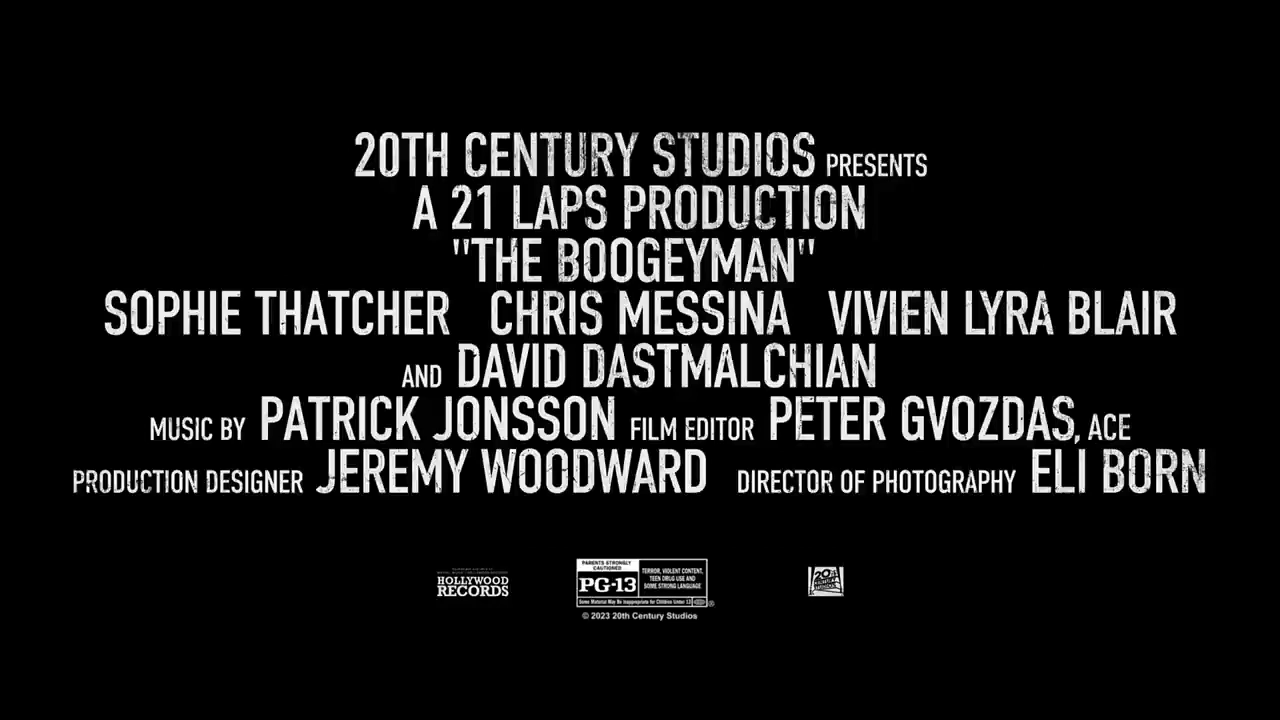 20TH CENTURY STUDIOS PRESENTS
A 21 LAPS PRODUCTION
"THE BOOGEYMAN"
SOPHIE THATCHER CHRIS MESSINA VIVIEN LYRA BLAIR
AND DAVID DASTMALCHIAN
MUSIC BY PATRICK JONSSON FILM EDITOR PETER GVOZDAS, ACE
PRODUCTION DESIGNER JEREMY WOODWARD DIRECTOR OF PHOTOGRAPHY ELI BORN
HOLLYWOOD
RECORDS
PARENTS STRONGLY
CAUTIONED
PG-13
TERROR, VIOLENT CONTENT,
TEEN DRUG USE AND
SOME STRONG LANGUAGE
Some Material May Be Inappropriate for Children Under 13
®
20th
CENTURY
STUDIOS
© 2023 20th Century Studios